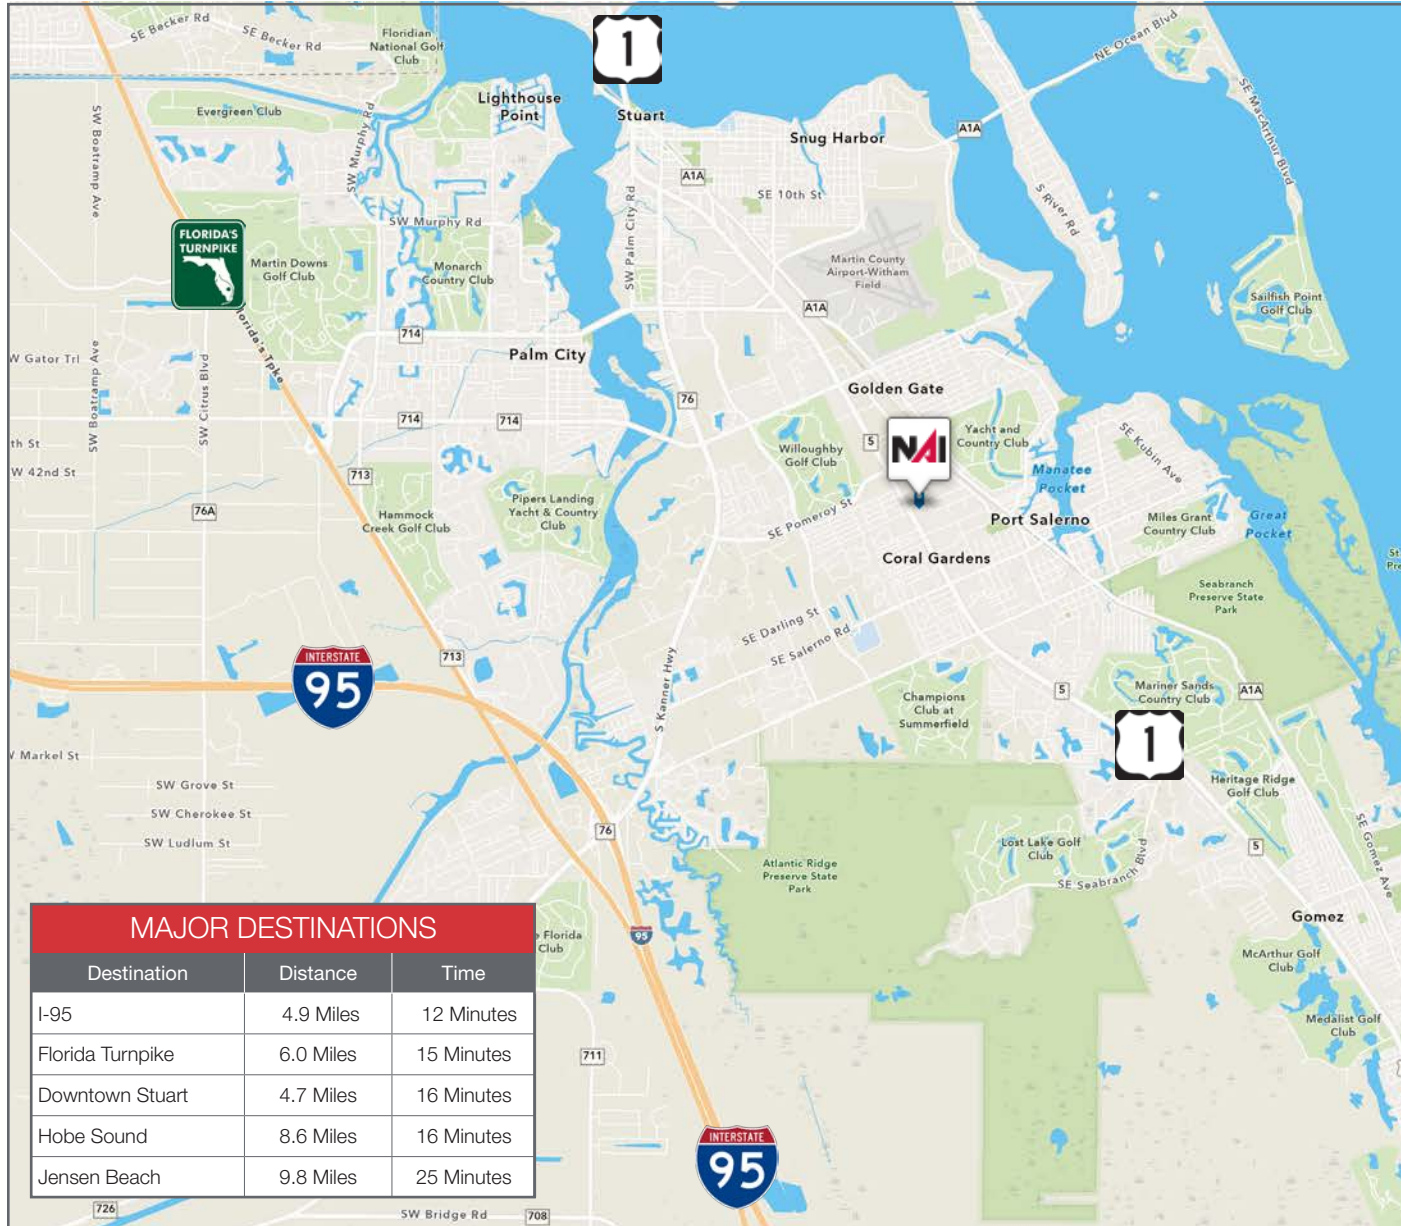 SE Becker Rd
SE Becker Rd
Floridian
National Golf
Club
1
NE Ocean Blvd
SE MacArthur Blvd
Lighthouse
Point
Stuart
Evergreen Club
SW Boatramp Ave
SW Murphy Rd
Snug Harbor
A1A
A1A
SE 10th St
S River Rd
SW Palm City Rd
SW Murphy Rd
FLORIDA'S
TURNPIKE
Martin Downs
Golf Club
Monarch
Country Club
Martin County
Airport-Witham
Field
Sailfish Point
Golf Club
A1A
Florida's Tpke
714
W Gator Trl
SW Boatramp Ave
SW Citrus Blvd
Palm City
Golden Gate
76
714
714
th St
5
NAI
Yacht and
Country Club
SE Kubin Ave
Willoughby
Golf Club
W 42nd St
713
Manatee
Pocket
76A
Hammock
Creek Golf Club
Pipers Landing
Yacht & Country
Club
SE Pomeroy St
Port Salerno
Miles Grant
Country Club
Great
Pocket
Coral Gardens
St
Pre
Seabranch
Preserve State
Park
SE Darling St
SE Salerno Rd
INTERSTATE
95
713
S Kanner Hwy
Champions
Club at
Summerfield
5
Mariner Sands
Country Club
A1A
1
W Markel St
SW Grove St
SW Cherokee St
SW Ludlum St
Heritage Ridge
Golf Club
76
Lost Lake Golf
Club
5
SE Gomez Ave
Atlantic Ridge
Preserve State
Park
SE Seabranch Blvd
Gomez
e Florida
Club
95
McArthur Golf
Club
Medalist Golf
Club
MAJOR DESTINATIONS
Destination Distance Time
I-95 4.9 Miles 12 Minutes
Florida Turnpike 6.0 Miles 15 Minutes
Downtown Stuart 4.7 Miles 16 Minutes
Hobe Sound 8.6 Miles 16 Minutes
Jensen Beach 9.8 Miles 25 Minutes
711
INTERSTATE
95
726
SW Bridge Rd
708